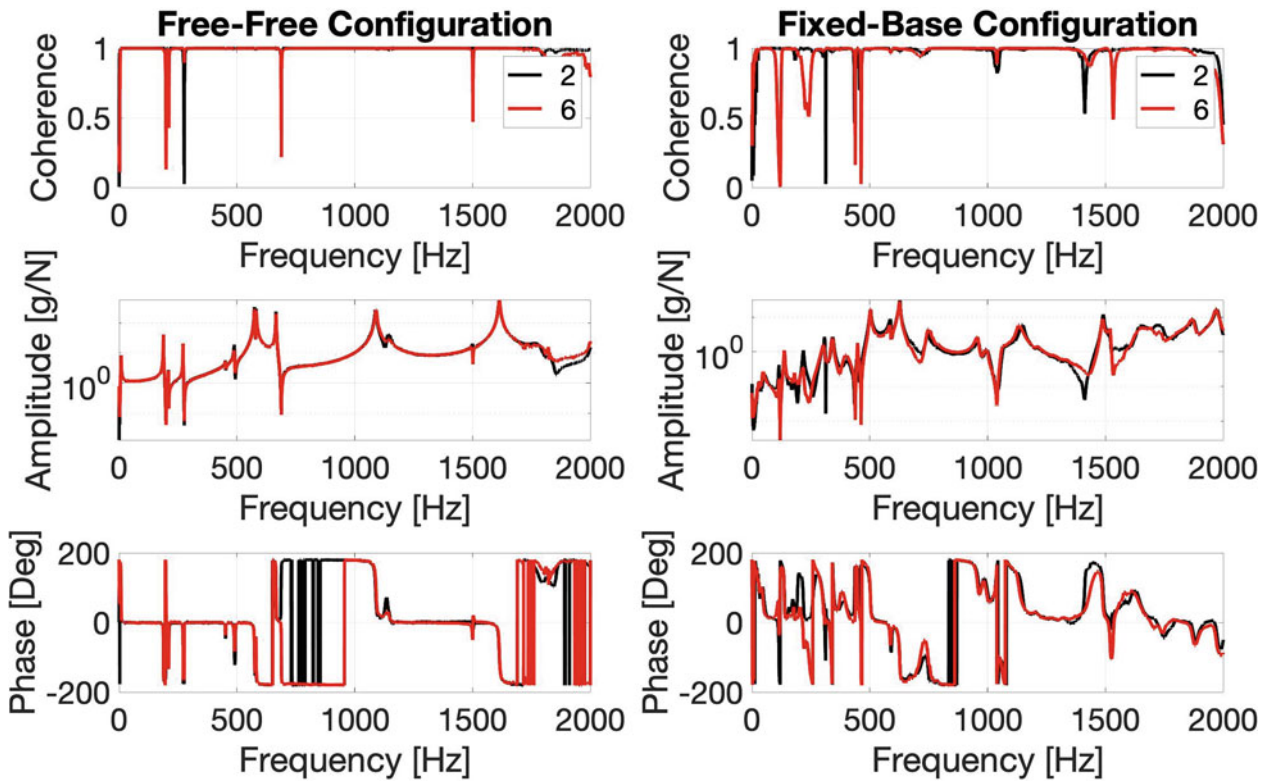 Free-Free Configuration
Coherence
1
0.5
0
2
6
0 500 1000 1500 2000
Frequency [Hz]
Amplitude [g/N]
10^0
0 500 1000 1500 2000
Frequency [Hz]
Phase [Deg]
200
0
-200
0 500 1000 1500 2000
Frequency [Hz]
Fixed-Base Configuration
Coherence
1
0.5
0
2
6
0 500 1000 1500 2000
Frequency [Hz]
Amplitude [g/N]
10^0
0 500 1000 1500 2000
Frequency [Hz]
Phase [Deg]
200
0
-200
0 500 1000 1500 2000
Frequency [Hz]